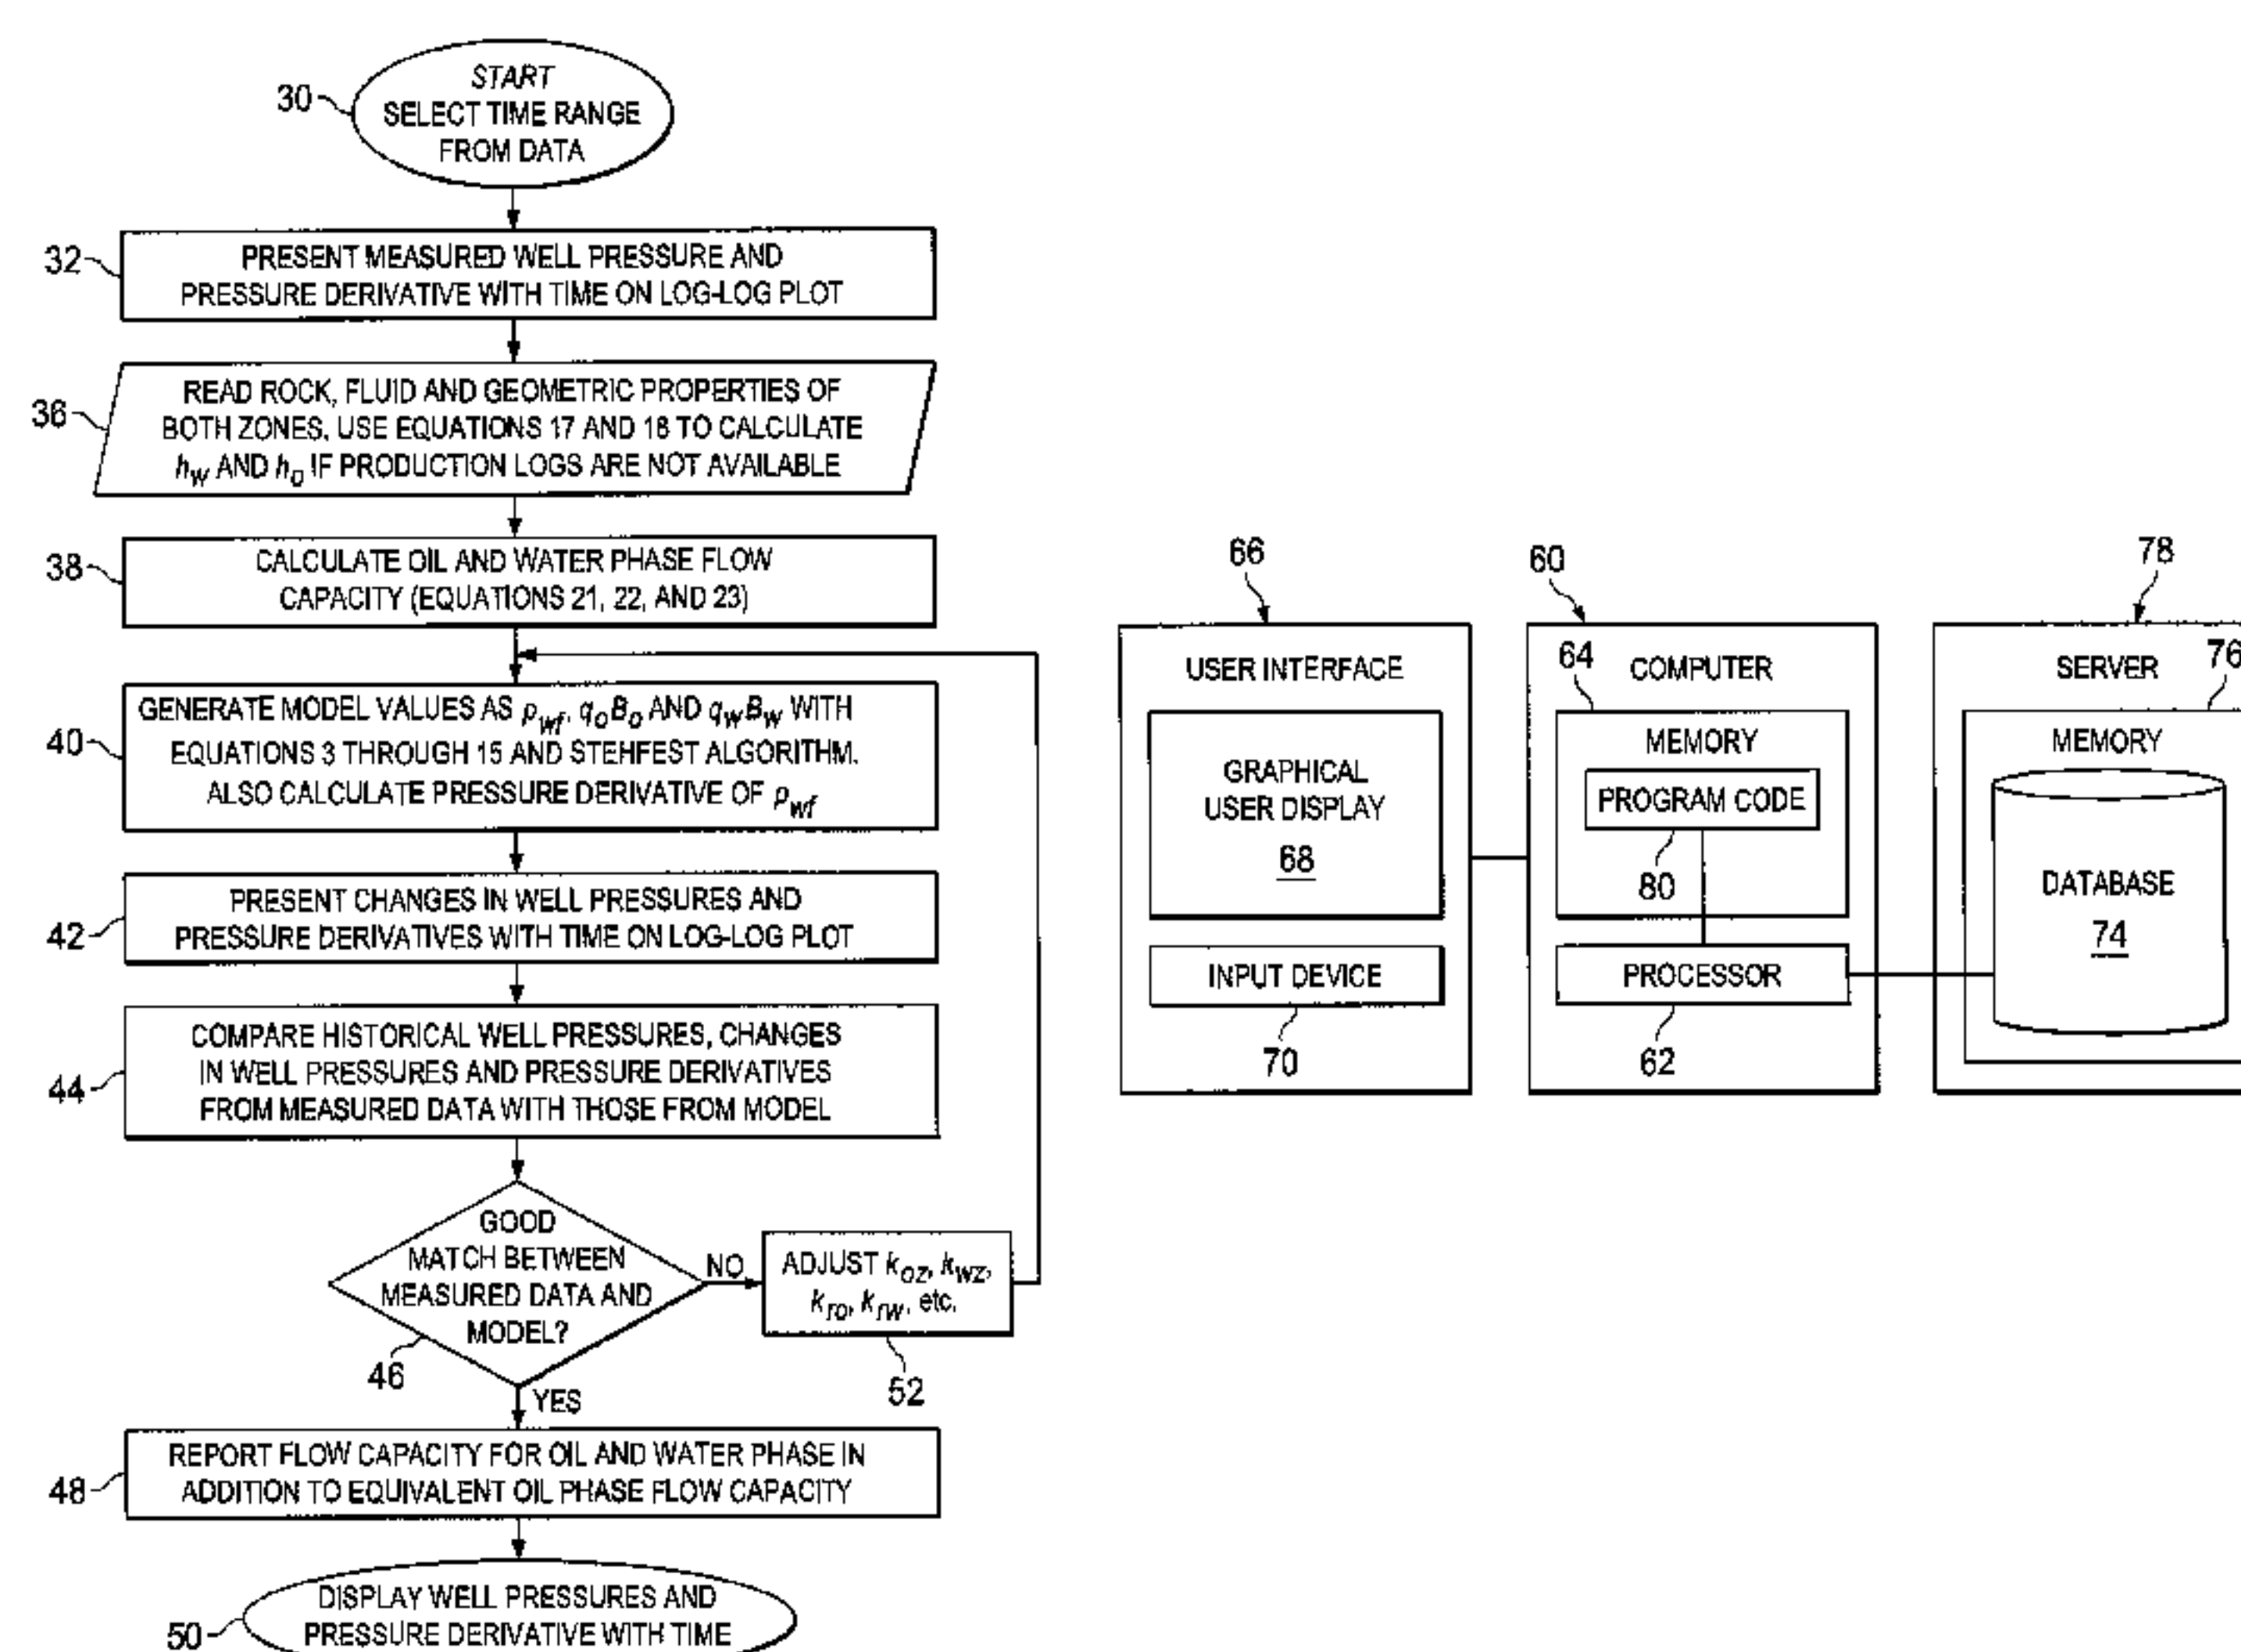 30
START
SELECT TIME RANGE
FROM DATA
32
PRESENT MEASURED WELL PRESSURE AND
PRESSURE DERIVATIVE WITH TIME ON LOG-LOG PLOT
36
READ ROCK, FLUID AND GEOMETRIC PROPERTIES OF
BOTH ZONES, USE EQUATIONS 17 AND 18 TO CALCULATE
hw AND ho IF PRODUCTION LOGS ARE NOT AVAILABLE
38
CALCULATE OIL AND WATER PHASE FLOW
CAPACITY (EQUATIONS 21, 22, AND 23)
40
GENERATE MODEL VALUES AS pwf, qoBo AND qwBw WITH
EQUATIONS 3 THROUGH 15 AND STEHFEST ALGORITHM.
ALSO CALCULATE PRESSURE DERIVATIVE OF pwf
42
PRESENT CHANGES IN WELL PRESSURES AND
PRESSURE DERIVATIVES WITH TIME ON LOG-LOG PLOT
44
COMPARE HISTORICAL WELL PRESSURES, CHANGES
IN WELL PRESSURES AND PRESSURE DERIVATIVES
FROM MEASURED DATA WITH THOSE FROM MODEL
GOOD
MATCH BETWEEN
MEASURED DATA AND
MODEL?
46
NO
ADJUST koz, kwz,
kro, krw, etc.
52
YES
48
REPORT FLOW CAPACITY FOR OIL AND WATER PHASE IN
ADDITION TO EQUIVALENT OIL PHASE FLOW CAPACITY
50
DISPLAY WELL PRESSURES AND
PRESSURE DERIVATIVE WITH TIME
66
USER INTERFACE
GRAPHICAL
USER DISPLAY
68
INPUT DEVICE
70
60
64
COMPUTER
MEMORY
PROGRAM CODE
80
PROCESSOR
62
78
SERVER
76
MEMORY
DATABASE
74